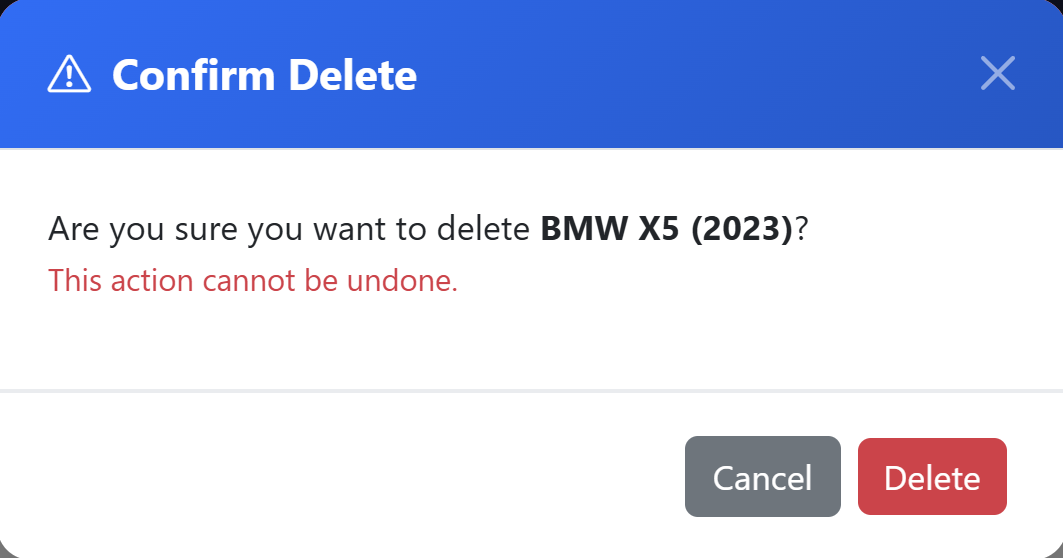 Confirm Delete
Are you sure you want to delete BMW X5 (2023)?
This action cannot be undone.
Cancel Delete